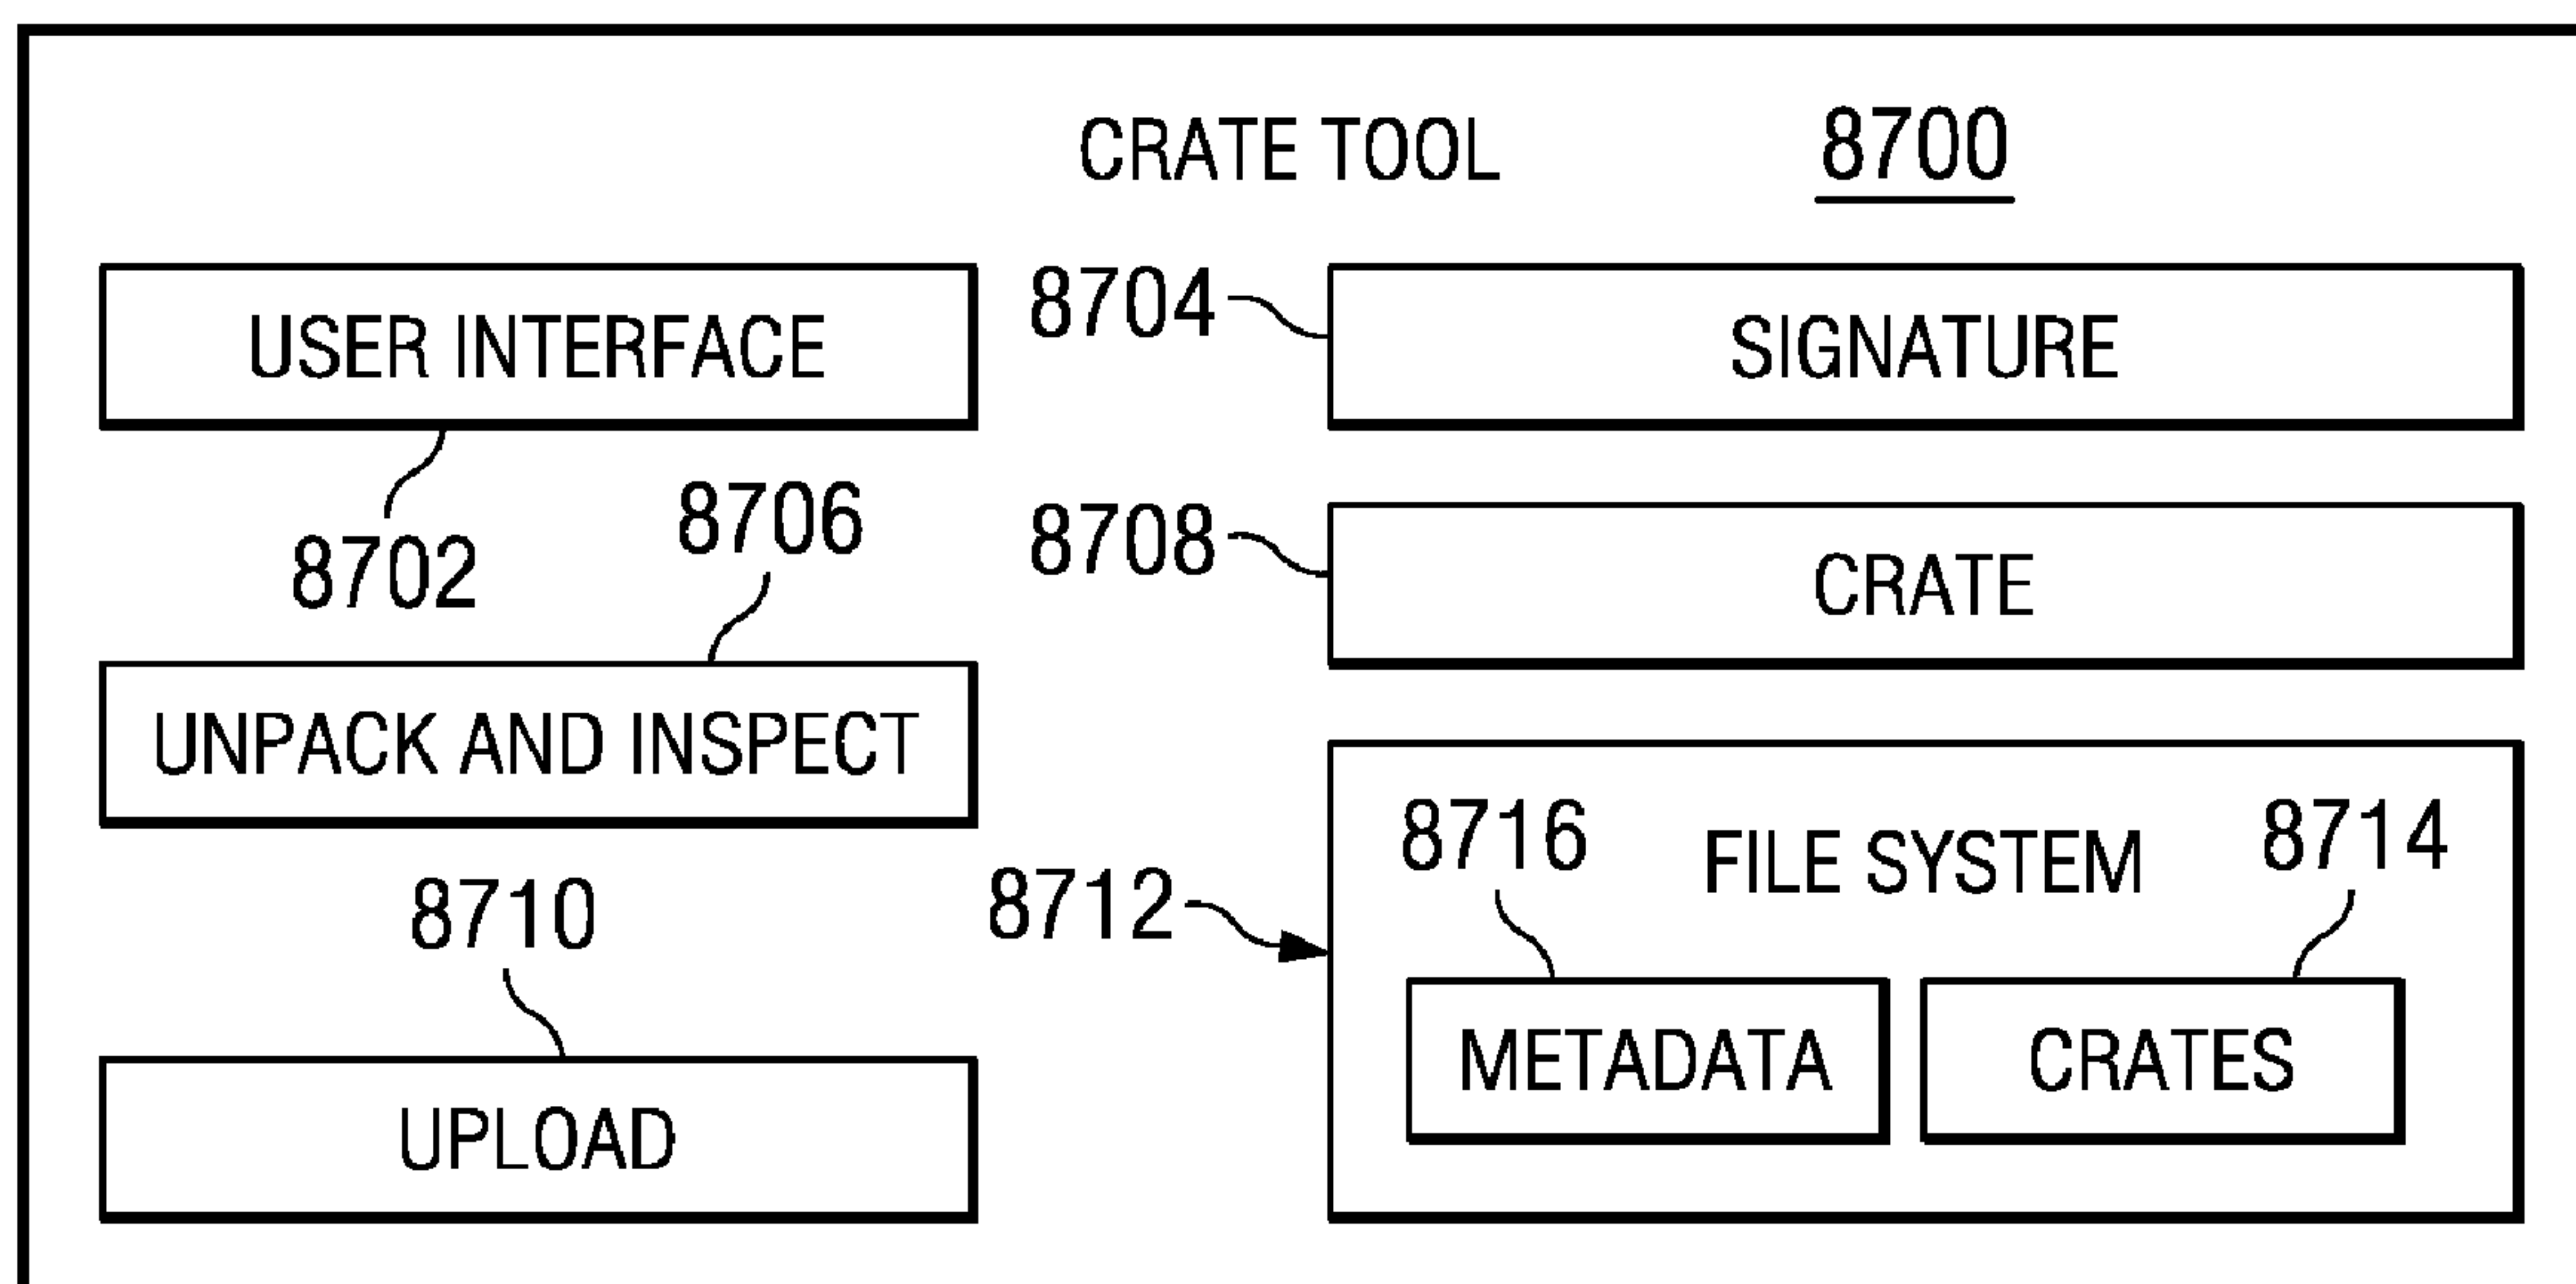 CRATE TOOL 8700
USER INTERFACE
8704
SIGNATURE
8702
8706
8708
CRATE
UNPACK AND INSPECT
8712
8716
FILE SYSTEM
8714
8710
METADATA
CRATES
UPLOAD